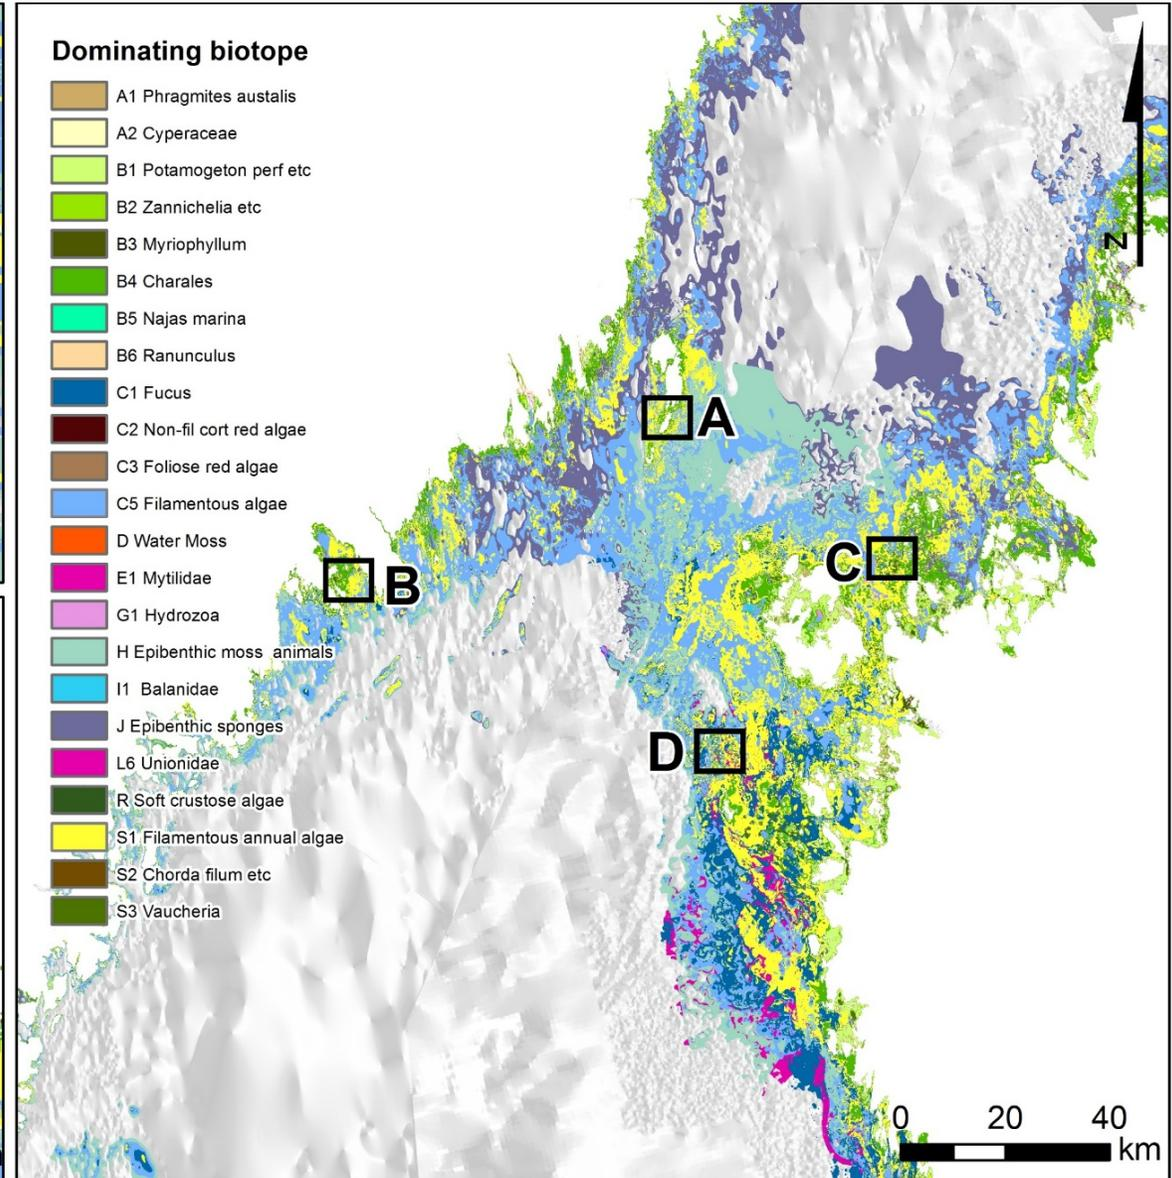 Dominating biotope
A1 Phragmites australis
A2 Cyperaceae
B1 Potamogeton perf etc
B2 Zannichelia etc
B3 Myriophyllum
B4 Charales
B5 Najas marina
B6 Ranunculus
C1 Fucus
C2 Non-fil cort red algae
C3 Foliose red algae
C5 Filamentous algae
D Water Moss
E1 Mytilidae
G1 Hydrozoa
H Epibenthic moss animals
I1 Balanidae
J Epibenthic sponges
L6 Unionidae
R Soft crustose algae
S1 Filamentous annual algae
S2 Chorda filum etc
S3 Vaucheria
N
A
B
C
D
0 20 40
km